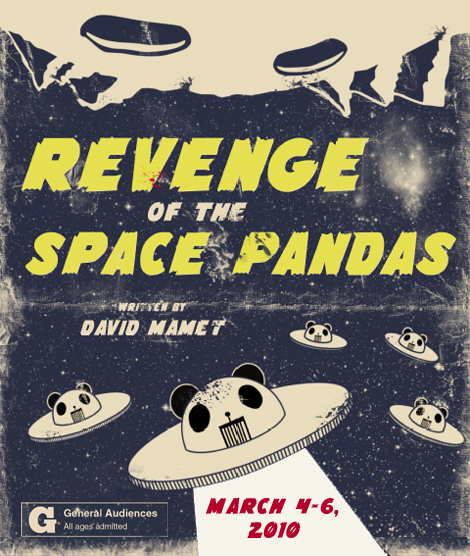 REVENGE
OF THE
SPACE PANDAS
WRITTEN BY
DAVID MAMET
MARCH 4-6,
2010
G General Audiences
All ages admitted